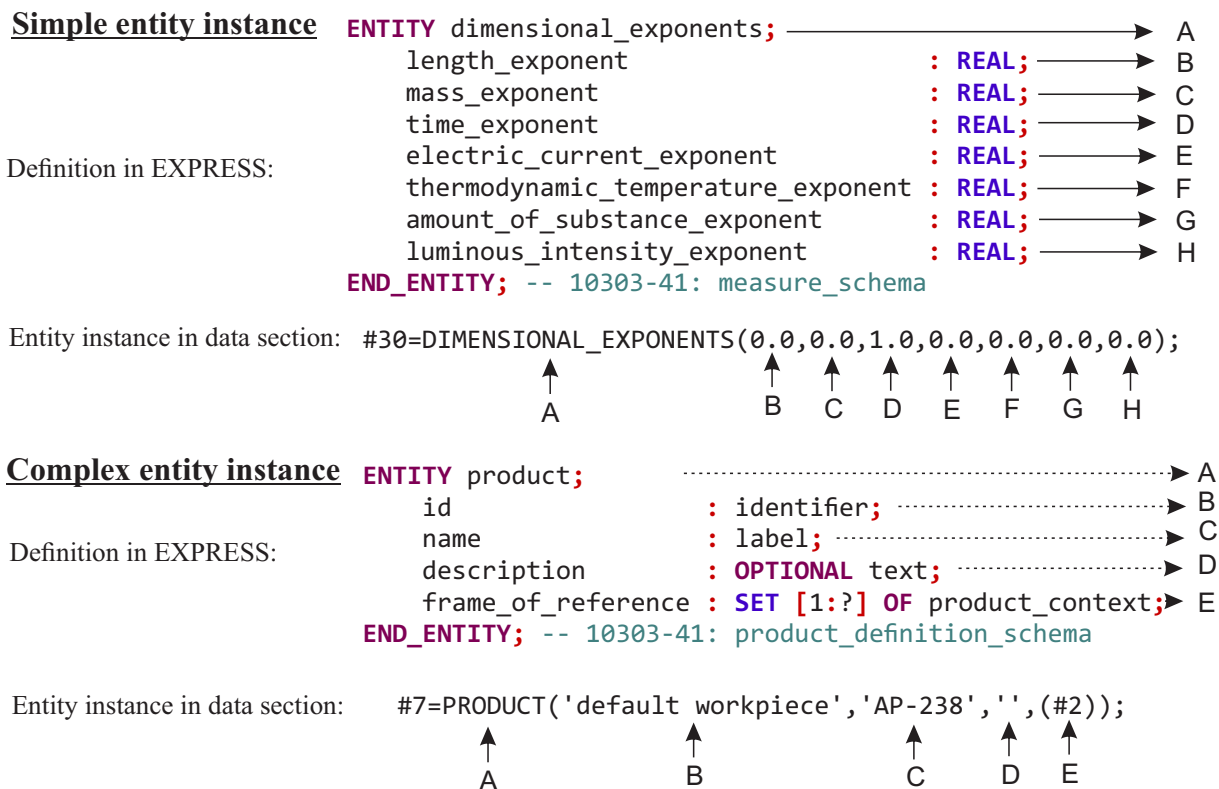 Simple entity instance ENTITY dimensional_exponents; A
length_exponent : REAL; B
mass_exponent : REAL; C
time_exponent : REAL; D
Definition in EXPRESS: electric_current_exponent : REAL; E
thermodynamic_temperature_exponent : REAL; F
amount_of_substance_exponent : REAL; G
luminous_intensity_exponent : REAL; H
END_ENTITY; -- 10303-41: measure_schema
Entity instance in data section: #30=DIMENSIONAL_EXPONENTS(0.0,0.0,1.0,0.0,0.0,0.0,0.0);
A B C D E F G H
Complex entity instance ENTITY product; A
id : identifier; B
name : label; C
Definition in EXPRESS: description : OPTIONAL text; D
frame_of_reference : SET [1:?] OF product_context; E
END_ENTITY; -- 10303-41: product_definition_schema
Entity instance in data section: #7=PRODUCT('default workpiece','AP-238','',(#2));
A B C D E